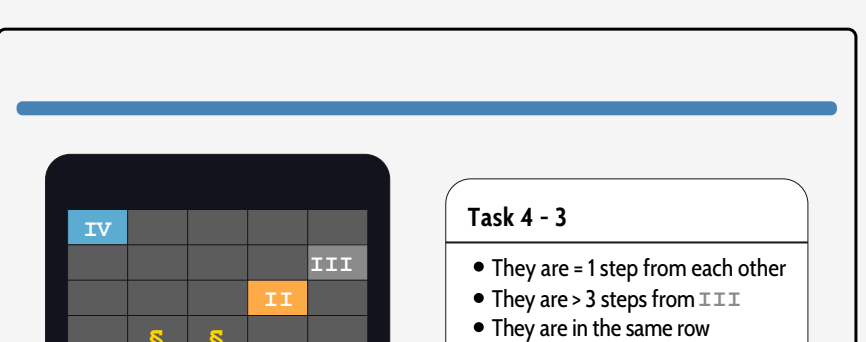 IV
III
II
§ §
Task 4 - 3
• They are = 1 step from each other
• They are > 3 steps from III
• They are in the same row